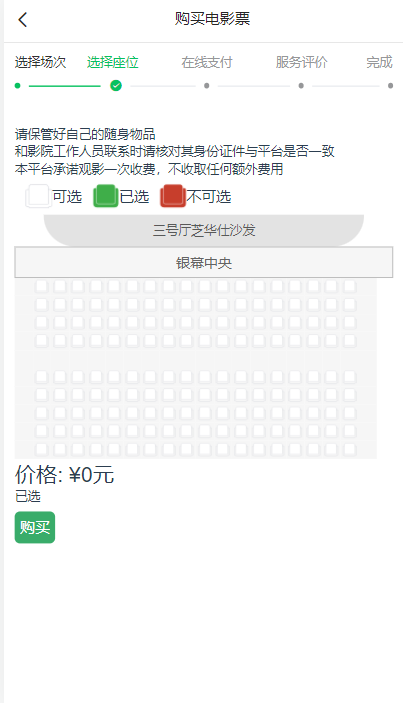 购买电影票
选择场次 选择座位 在线支付 服务评价 完成
请保管好自己的随身物品
和影院工作人员联系时请核对其身份证件与平台是否一致
本平台承诺观影一次收费，不收取任何额外费用
可选 已选 不可选
三号厅芝华仕沙发
银幕中央
价格: ¥0元
已选
购买